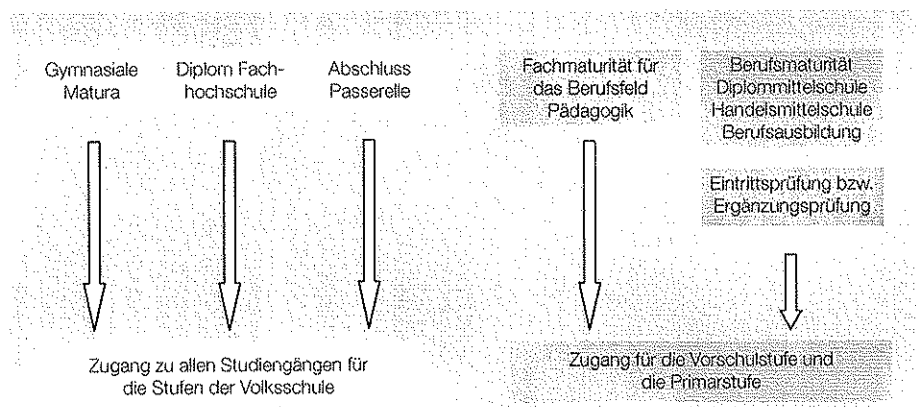 Gymnasiale
Matura
Diplom Fach-
hochschule
Abschluss
Passerelle
Fachmaturität für
das Berufsfeld
Pädagogik
Berufsmaturität
Diplommittelschule
Handelsmittelschule
Berufsausbildung
Eintrittsprüfung bzw.
Ergänzungsprüfung
Zugang zu allen Studiengängen für
die Stufen der Volksschule
Zugang für die Vorschulstufe und
die Primarstufe